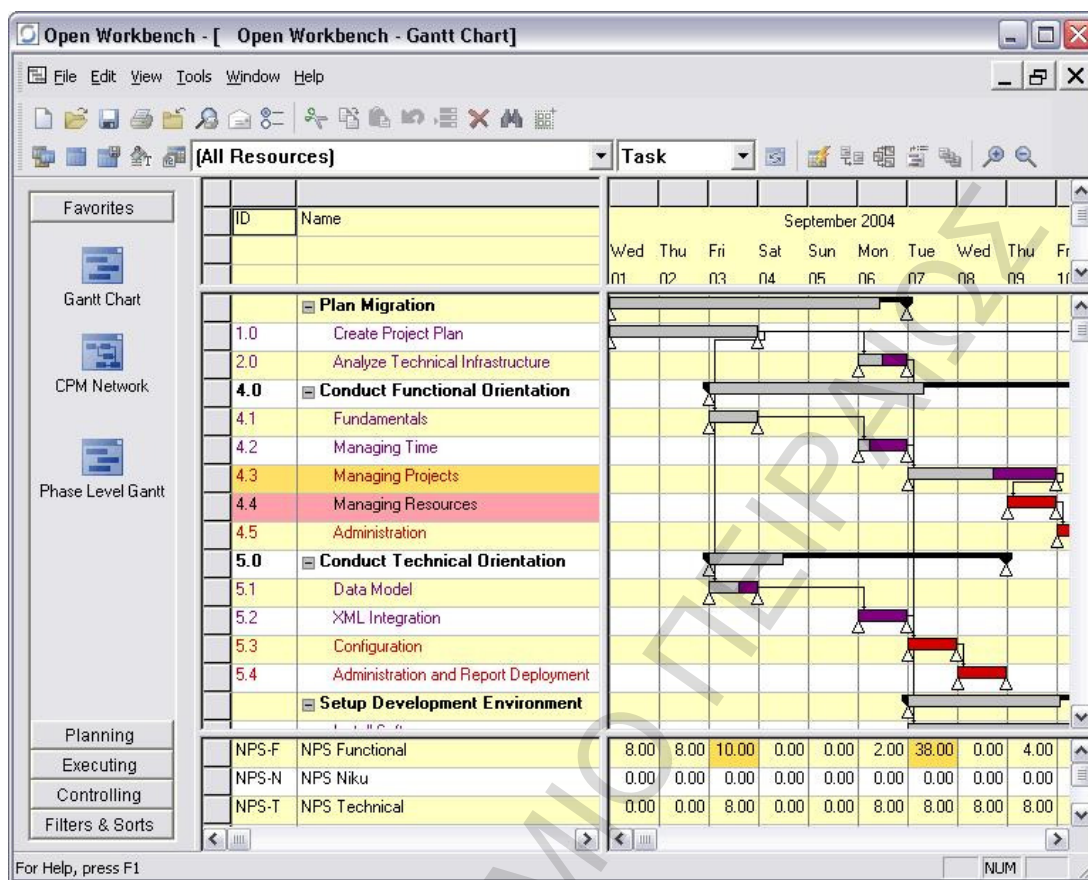 Open Workbench - [ Open Workbench - Gantt Chart]
File Edit View Tools Window Help
(All Resources) Task
Favorites
Gantt Chart
CPM Network
Phase Level Gantt
Planning
Executing
Controlling
Filters & Sorts
ID Name
September 2004
Wed Thu Fri Sat Sun Mon Tue Wed Thu Fr
01 02 03 04 05 06 07 08 09 10
Plan Migration
1.0 Create Project Plan
2.0 Analyze Technical Infrastructure
4.0 Conduct Functional Orientation
4.1 Fundamentals
4.2 Managing Time
4.3 Managing Projects
4.4 Managing Resources
4.5 Administration
5.0 Conduct Technical Orientation
5.1 Data Model
5.2 XML Integration
5.3 Configuration
5.4 Administration and Report Deployment
Setup Development Environment
NPS-F NPS Functional 8.00 8.00 10.00 0.00 0.00 2.00 38.00 0.00 4.00
NPS-N NPS Niku 0.00 0.00 0.00 0.00 0.00 0.00 0.00 0.00 0.00
NPS-T NPS Technical 0.00 0.00 8.00 0.00 0.00 8.00 8.00 8.00 8.00
For Help, press F1 NUM
ΜΙΟ ΠΕΙΡΑΙΩΣ